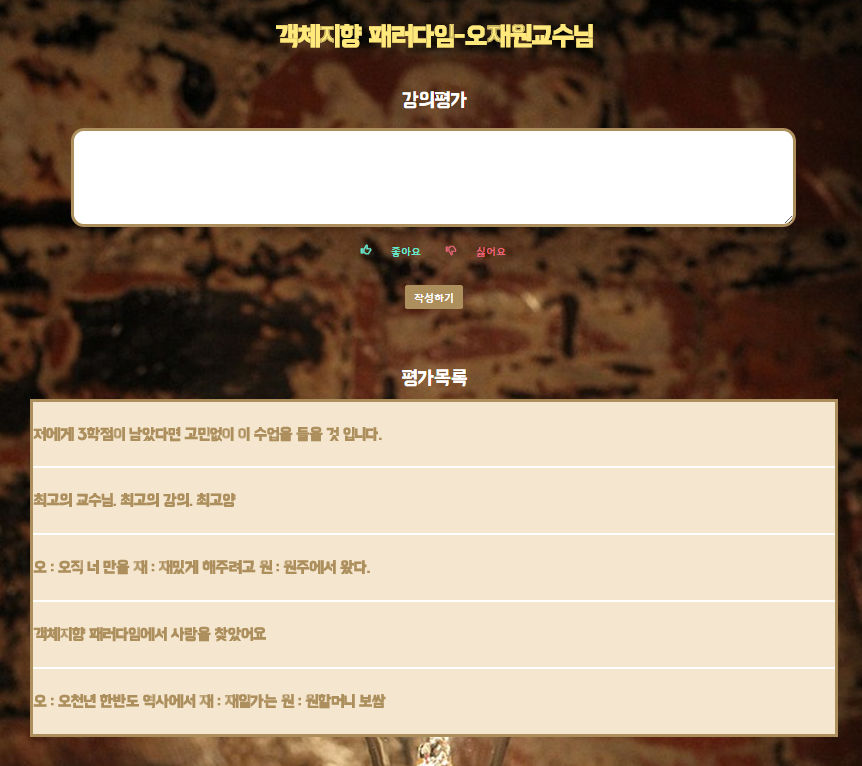 객체지향 패러다임-오재원교수님
강의평가
좋아요 싫어요
작성하기
평가목록
저에게 3학점이 남았다면 고민없이 이 수업을 들을 것 입니다.
최고의 교수님. 최고의 강의. 최고얌
오 : 오직 너 만을 재 : 재밌게 해주려고 원 : 원주에서 왔다.
객체지향 패러다임에서 사랑을 찾았어요
오 : 오천년 한반도 역사에서 재 : 재일가는 원 : 원할머니 보쌈